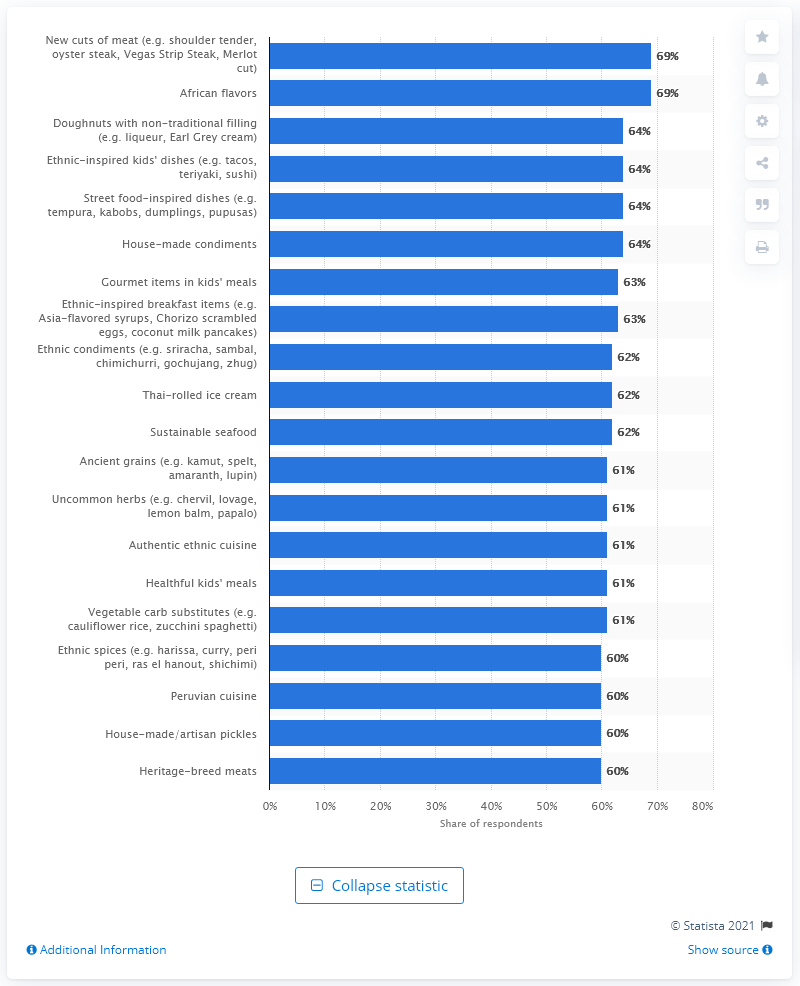 New cuts of meat (e.g. shoulder tender,
oyster steak, Vegas Strip Steak, Merlot
cut)
69%
African flavors
69%
Doughnuts with non-traditional filling
(e.g. liqueur, Earl Grey cream)
64%
Ethnic-inspired kids' dishes (e.g. tacos,
teriyaki, sushi)
64%
Street food-inspired dishes (e.g.
tempura, kabobs, dumplings, pupusas)
64%
House-made condiments
64%
Gourmet items in kids' meals
63%
Ethnic-inspired breakfast items (e.g.
Asia-flavored syrups, Chorizo scrambled
eggs, coconut milk pancakes)
63%
Ethnic condiments (e.g. sriracha, sambal,
chimichurri, gochujang, zhug)
62%
Thai-rolled ice cream
62%
Sustainable seafood
62%
Ancient grains (e.g. kamut, spelt,
amaranth, lupin)
61%
Uncommon herbs (e.g. chervil, lovage,
lemon balm, papalo)
61%
Authentic ethnic cuisine
61%
Healthful kids' meals
61%
Vegetable carb substitutes (e.g.
cauliflower rice, zucchini spaghetti)
61%
Ethnic spices (e.g. harissa, curry, peri
peri, ras el hanout, shichimi)
60%
Peruvian cuisine
60%
House-made/artisan pickles
60%
Heritage-breed meats
60%
0% 10% 20% 30% 40% 50% 60% 70% 80%
Share of respondents
Collapse statistic
© Statista 2021
Additional Information
Show source